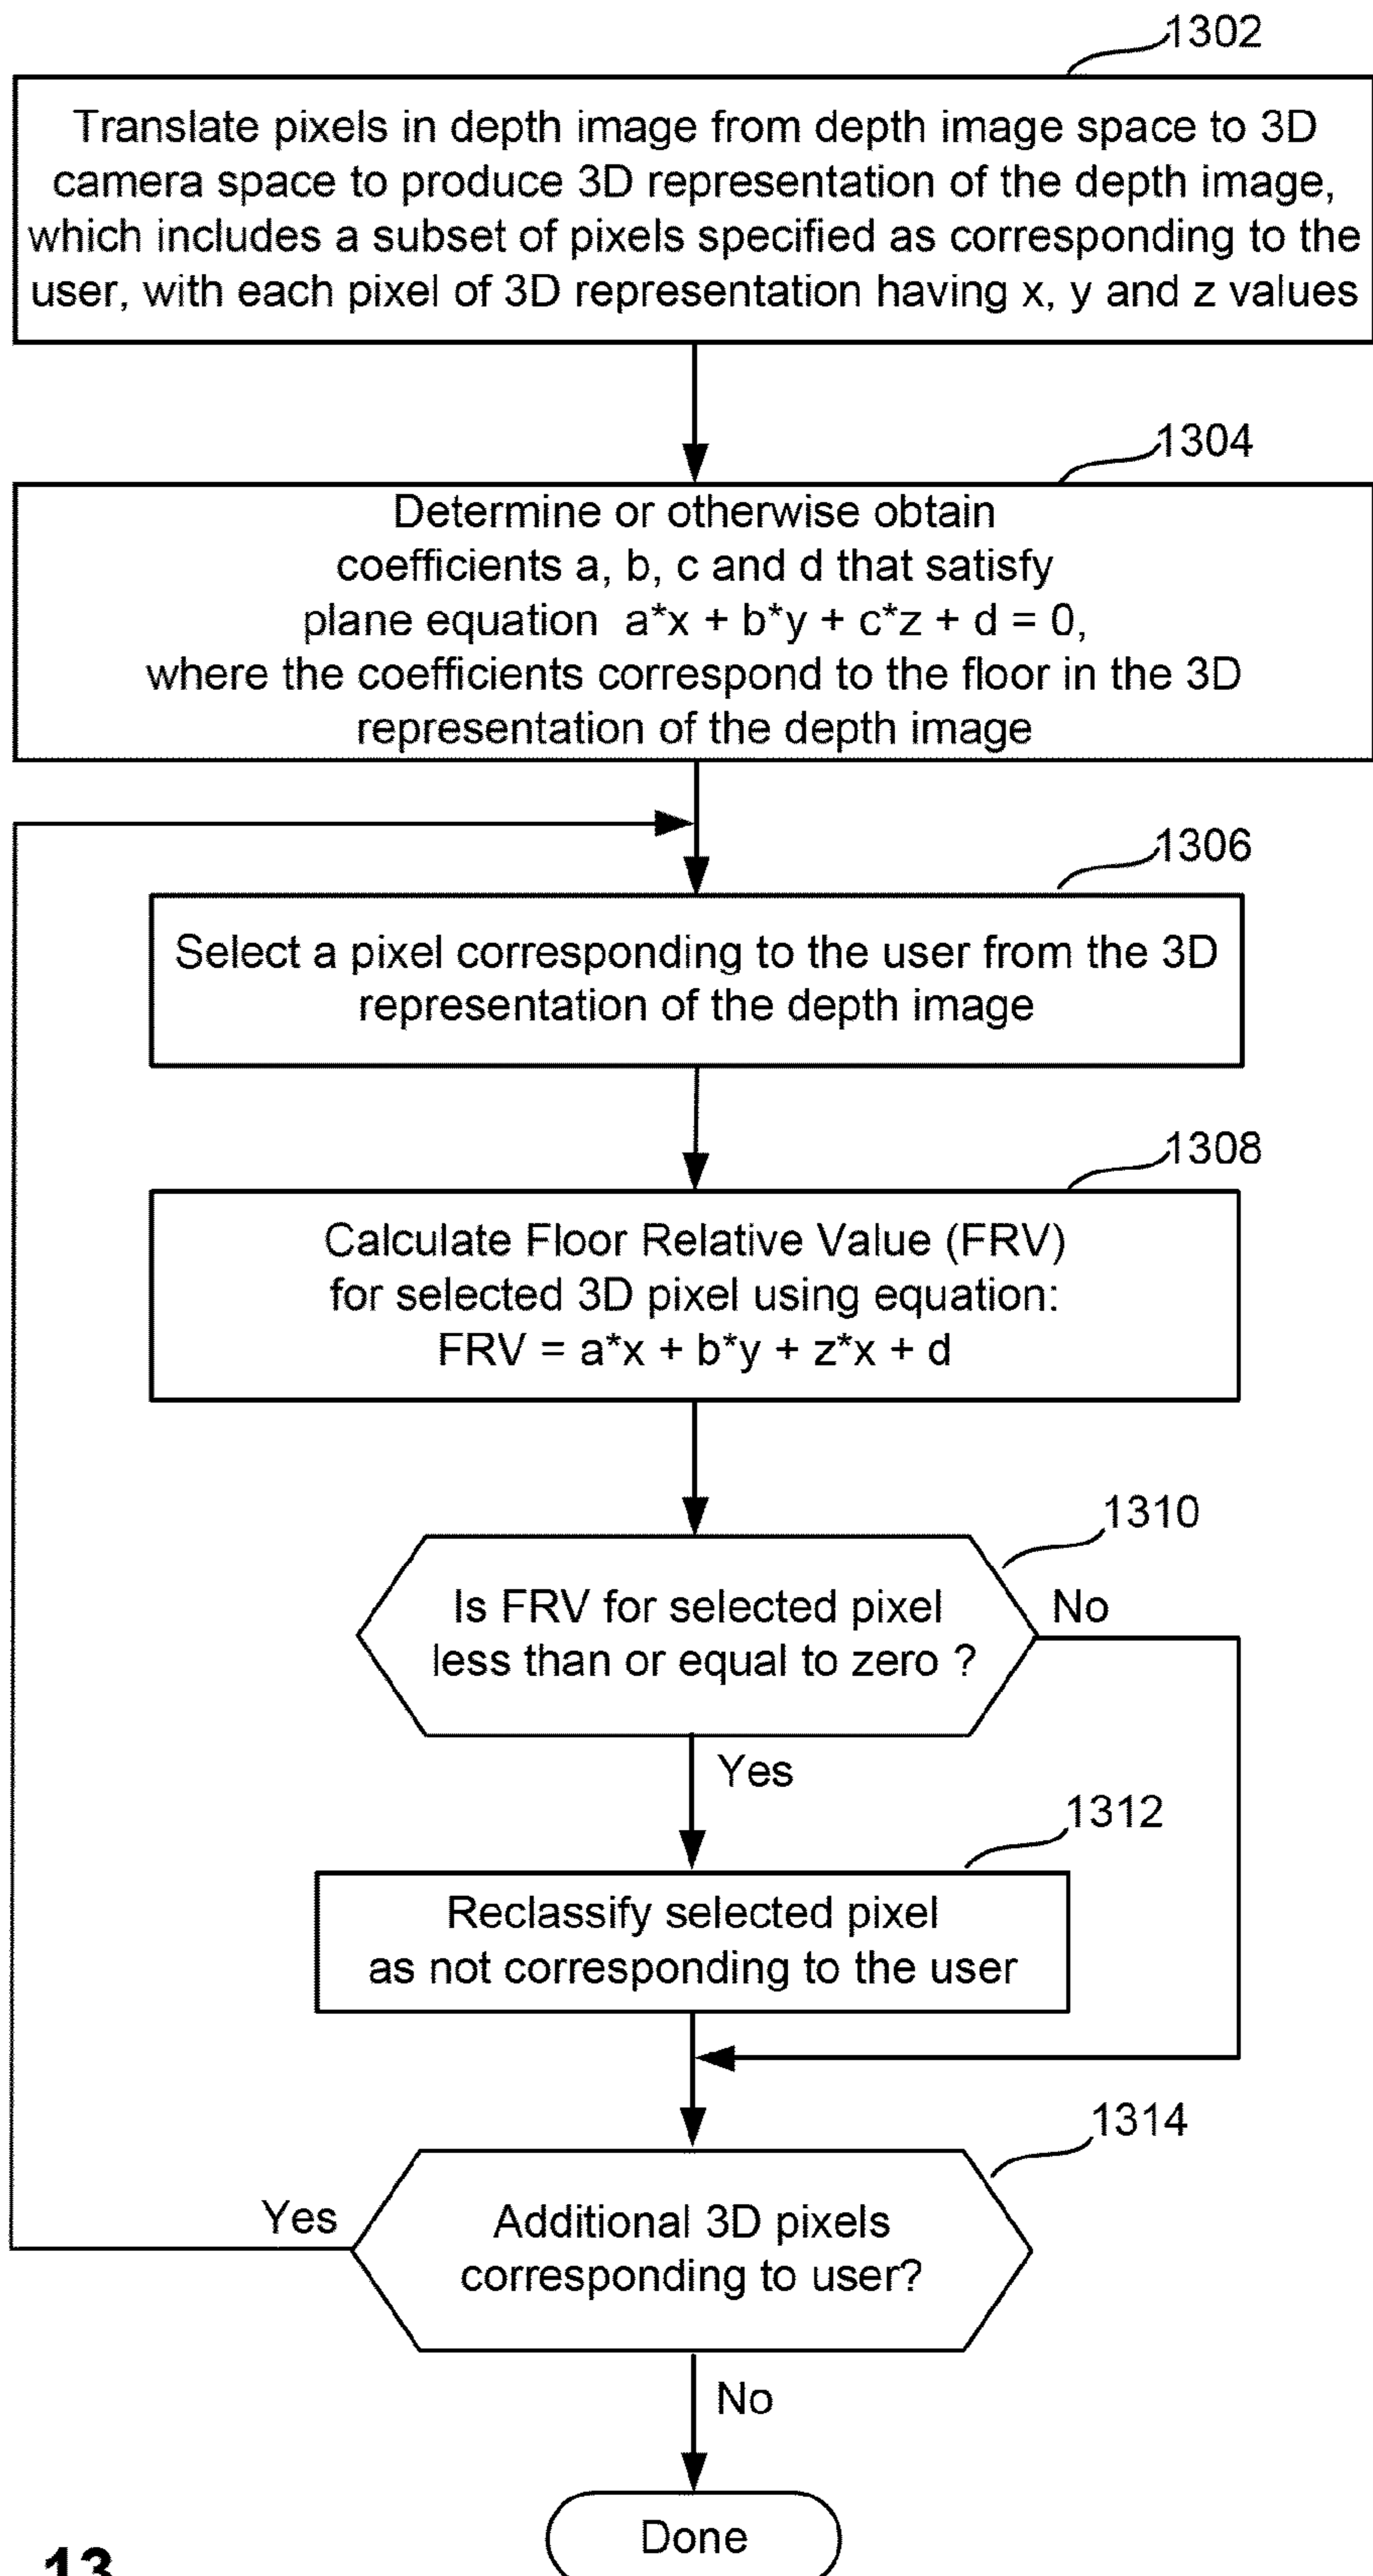 1302
Translate pixels in depth image from depth image space to 3D
camera space to produce 3D representation of the depth image,
which includes a subset of pixels specified as corresponding to the
user, with each pixel of 3D representation having x, y and z values
1304
Determine or otherwise obtain
coefficients a, b, c and d that satisfy
plane equation a*x + b*y + c*z + d = 0,
where the coefficients correspond to the floor in the 3D
representation of the depth image
1306
Select a pixel corresponding to the user from the 3D
representation of the depth image
1308
Calculate Floor Relative Value (FRV)
for selected 3D pixel using equation:
FRV = a*x + b*y + z*x + d
1310
Is FRV for selected pixel
less than or equal to zero ?
No
Yes
1312
Reclassify selected pixel
as not corresponding to the user
1314
Yes
Additional 3D pixels
corresponding to user?
No
Done
13